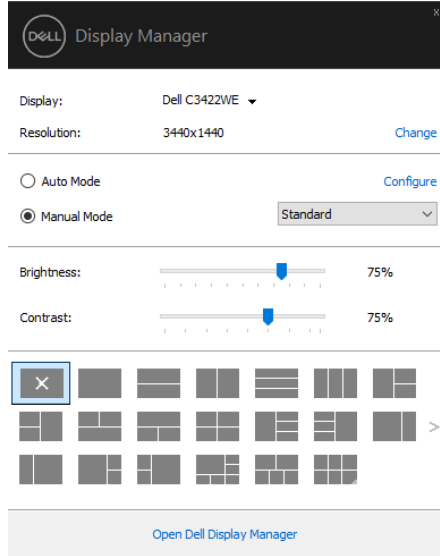 x
DELL Display Manager
Display: Dell C3422WE
Resolution: 3440x1440 Change
Auto Mode Configure
Manual Mode Standard
Brightness: 75%
Contrast: 75%
>
Open Dell Display Manager